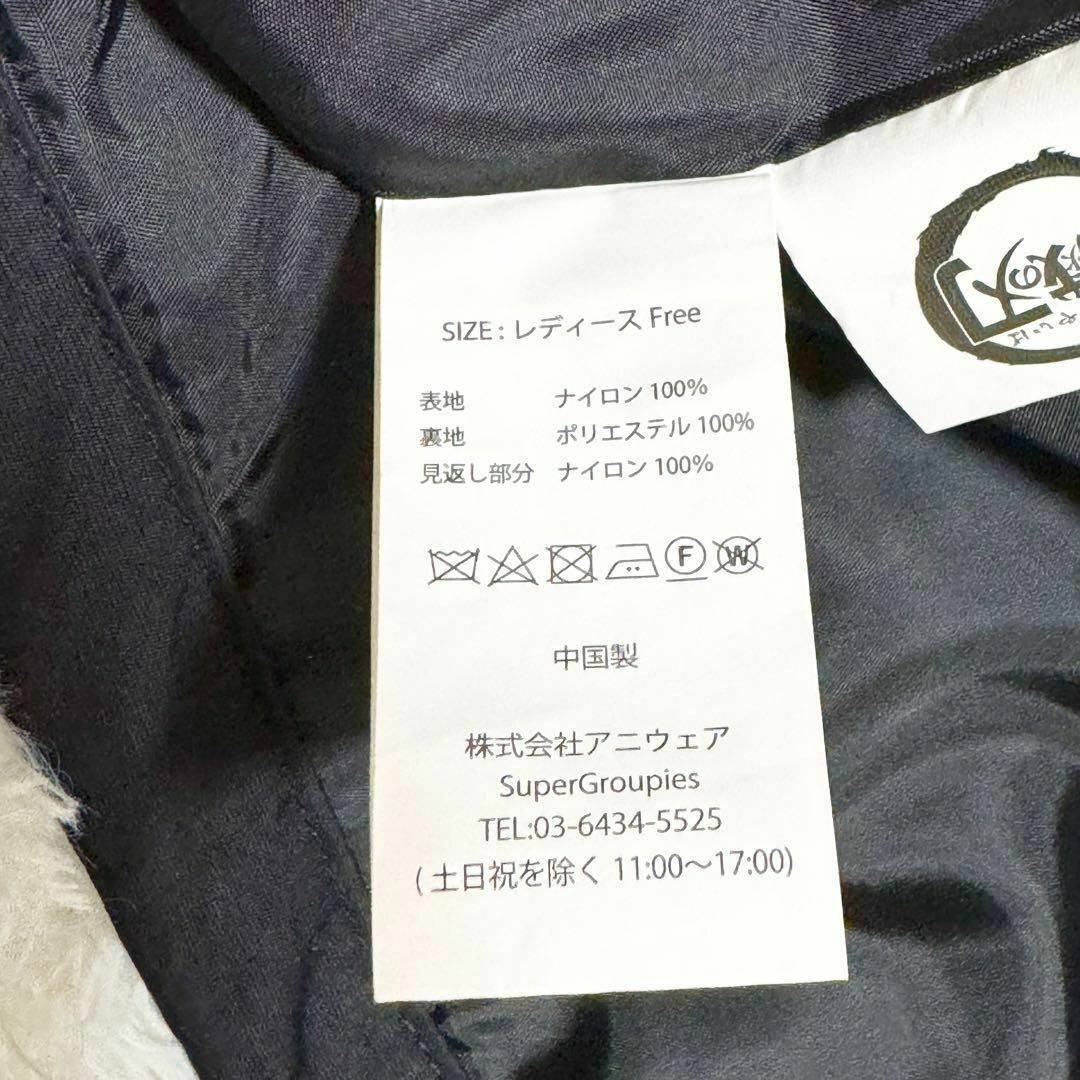 SIZE : レディース Free
表地 ナイロン 100%
裏地 ポリエステル 100%
見返し部分 ナイロン 100%
F W
中国製
株式会社アニウェア
SuperGroupies
TEL:03-6434-5525
( 土日祝を除く 11:00～17:00)